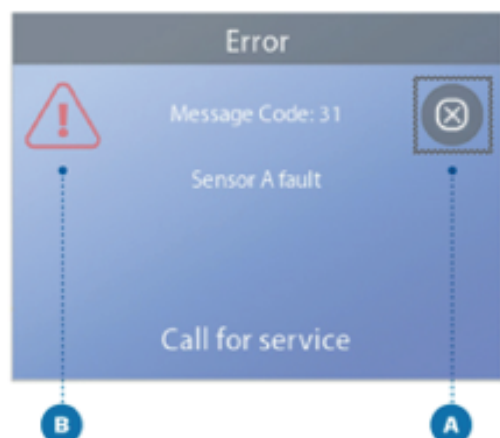 Error
Message Code: 31
Sensor A fault
Call for service
B
A